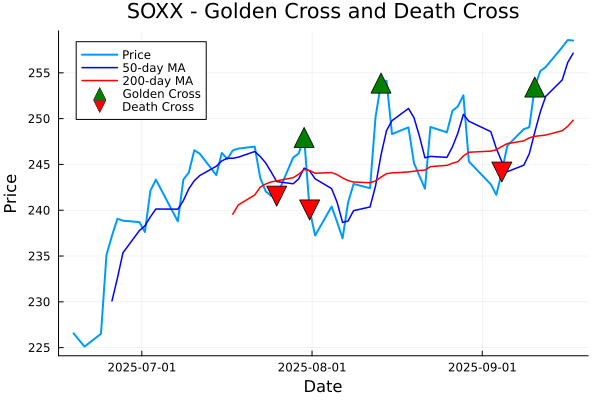 SOXX - Golden Cross and Death Cross
Price
50-day MA
200-day MA
Golden Cross
Death Cross
255
250
245
240
235
230
225
Price
2025-07-01
2025-08-01
2025-09-01
Date